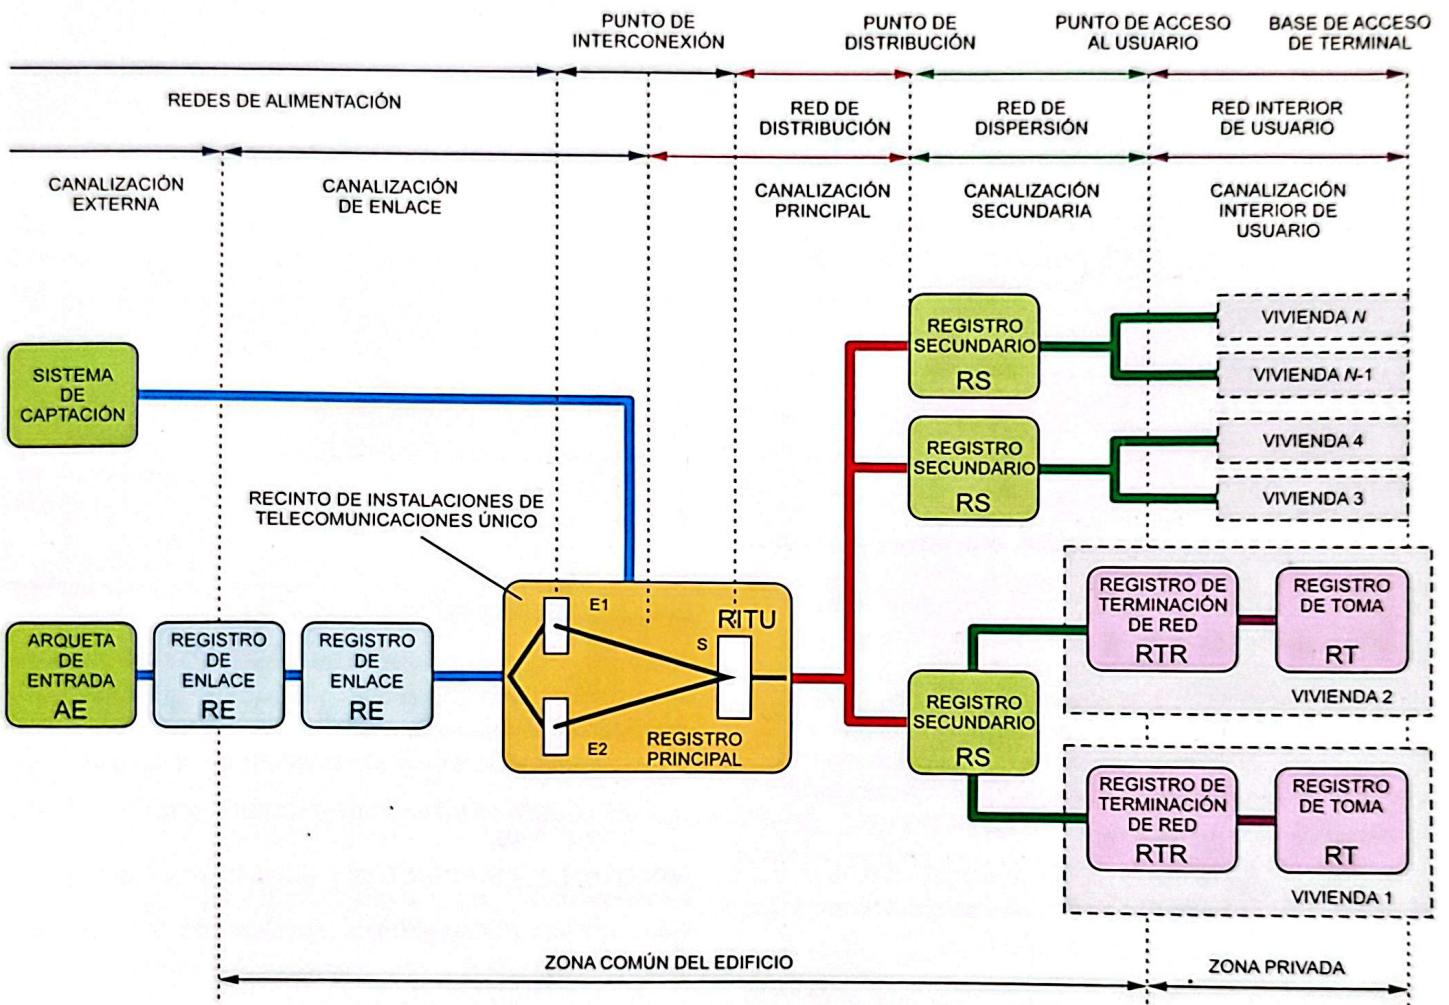 PUNTO DE
INTERCONEXIÓN
PUNTO DE
DISTRIBUCIÓN
PUNTO DE ACCESO
AL USUARIO
BASE DE ACCESO
DE TERMINAL
REDES DE ALIMENTACIÓN
RED DE
DISTRIBUCIÓN
RED DE
DISPERSIÓN
RED INTERIOR
DE USUARIO
CANALIZACIÓN
EXTERNA
CANALIZACIÓN
DE ENLACE
CANALIZACIÓN
PRINCIPAL
CANALIZACIÓN
SECUNDARIA
CANALIZACIÓN
INTERIOR DE
USUARIO
SISTEMA
DE
CAPTACIÓN
REGISTRO
SECUNDARIO
RS
VIVIENDA N
VIVIENDA N-1
REGISTRO
SECUNDARIO
RS
VIVIENDA 4
VIVIENDA 3
RECINTO DE INSTALACIONES DE
TELECOMUNICACIONES ÚNICO
ARQUETA
DE
ENTRADA
AE
REGISTRO
DE
ENLACE
RE
REGISTRO
DE
ENLACE
RE
E1
RITU
S
E2
REGISTRO
PRINCIPAL
REGISTRO
SECUNDARIO
RS
REGISTRO DE
TERMINACIÓN
DE RED
RTR
REGISTRO
DE TOMA
RT
VIVIENDA 2
REGISTRO DE
TERMINACIÓN
DE RED
RTR
REGISTRO
DE TOMA
RT
VIVIENDA 1
ZONA COMÚN DEL EDIFICIO
ZONA PRIVADA